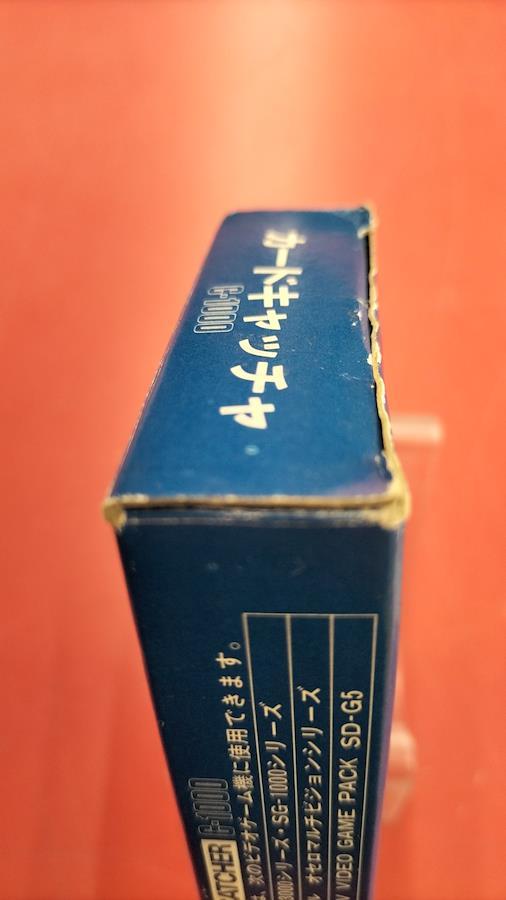 カードキャッチャ
C-1000
ATCHER C-1000
は、次のビデオゲーム機に使用できます。
3000シリーズ・SG-1000シリーズ
ル オセロマルチビジョンシリーズ
V VIDEO GAME PACK SD-G5